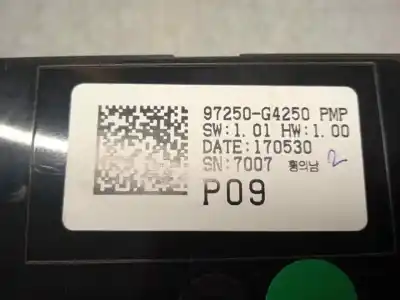 97250-G4250 PMP
SW:1.01 HW:1.00
DATE:170530
SN:7007 황의남 2
P09